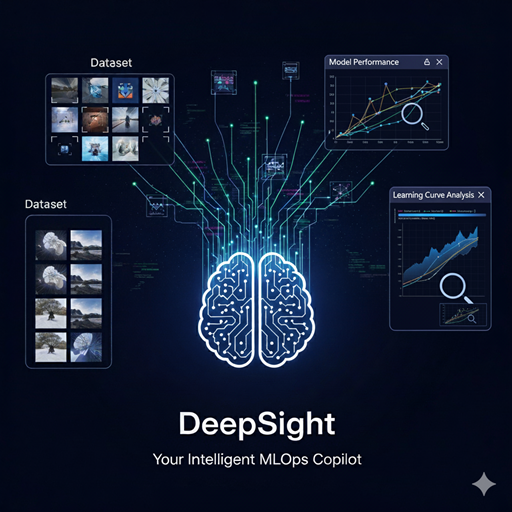 Dataset
Model Performance
Dataset
Learning Curve Analysis
DeepSight
Your Intelligent MLOps Copilot